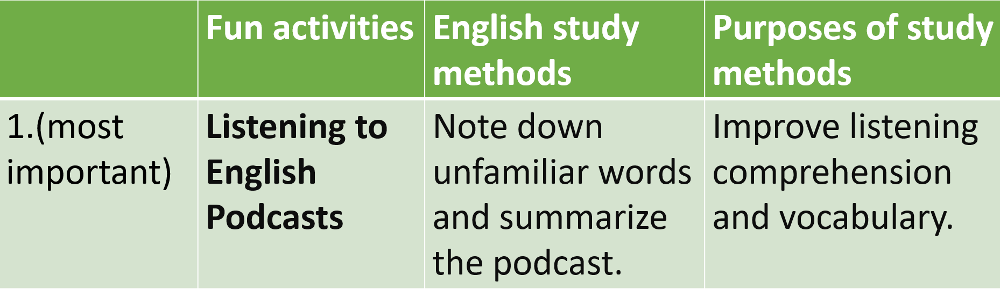 Fun activities
English study
methods
Purposes of study
methods
1.(most
important)
Listening to
English
Podcasts
Note down
unfamiliar words
and summarize
the podcast.
Improve listening
comprehension
and vocabulary.